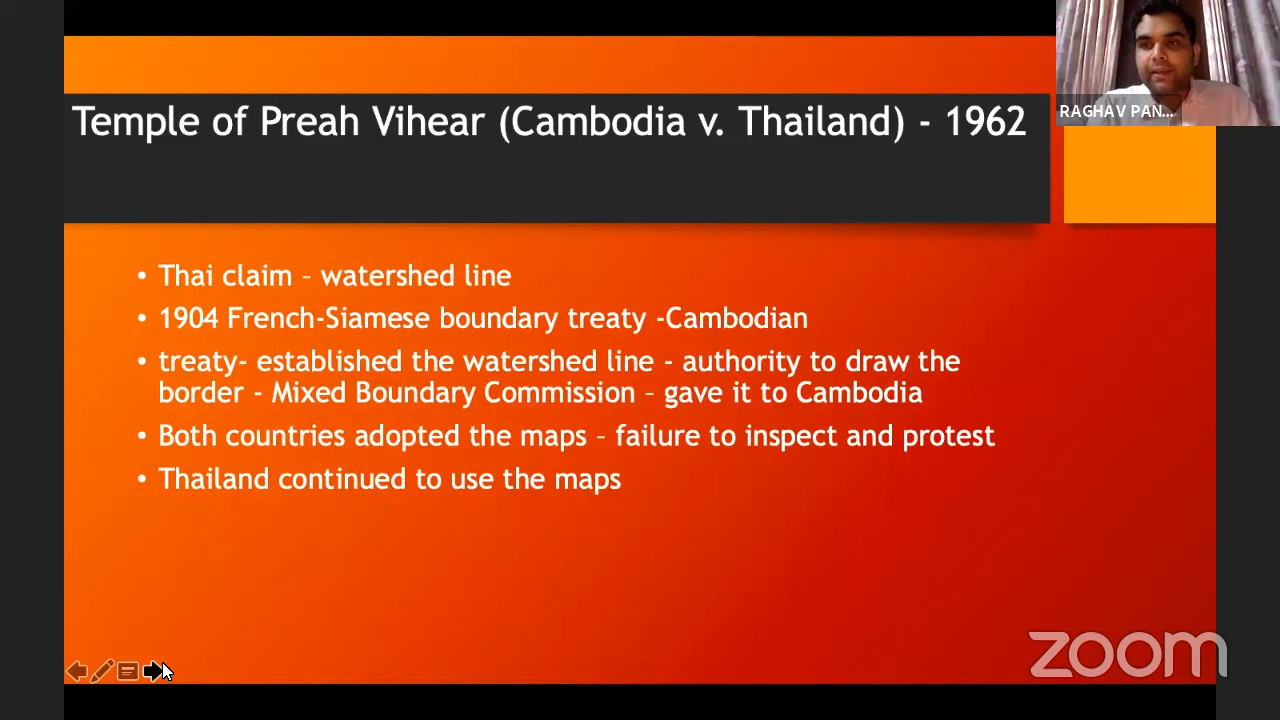 Temple of Preah Vihear (Cambodia v. Thailand) - 1962
RAGHAV PAN...
• Thai claim – watershed line
• 1904 French-Siamese boundary treaty -Cambodian
• treaty- established the watershed line - authority to draw the
border - Mixed Boundary Commission – gave it to Cambodia
• Both countries adopted the maps – failure to inspect and protest
• Thailand continued to use the maps
zoom